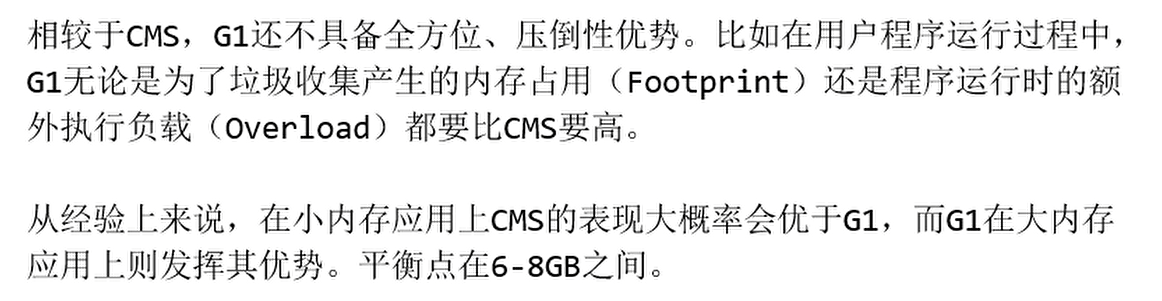 相较于CMS，G1还不具备全方位、压倒性优势。比如在用户程序运行过程中，
G1无论是为了垃圾收集产生的内存占用（Footprint）还是程序运行时的额
外执行负载（Overload）都要比CMS要高。
从经验上来说，在小内存应用上CMS的表现大概率会优于G1，而G1在大内存
应用上则发挥其优势。平衡点在6-8GB之间。